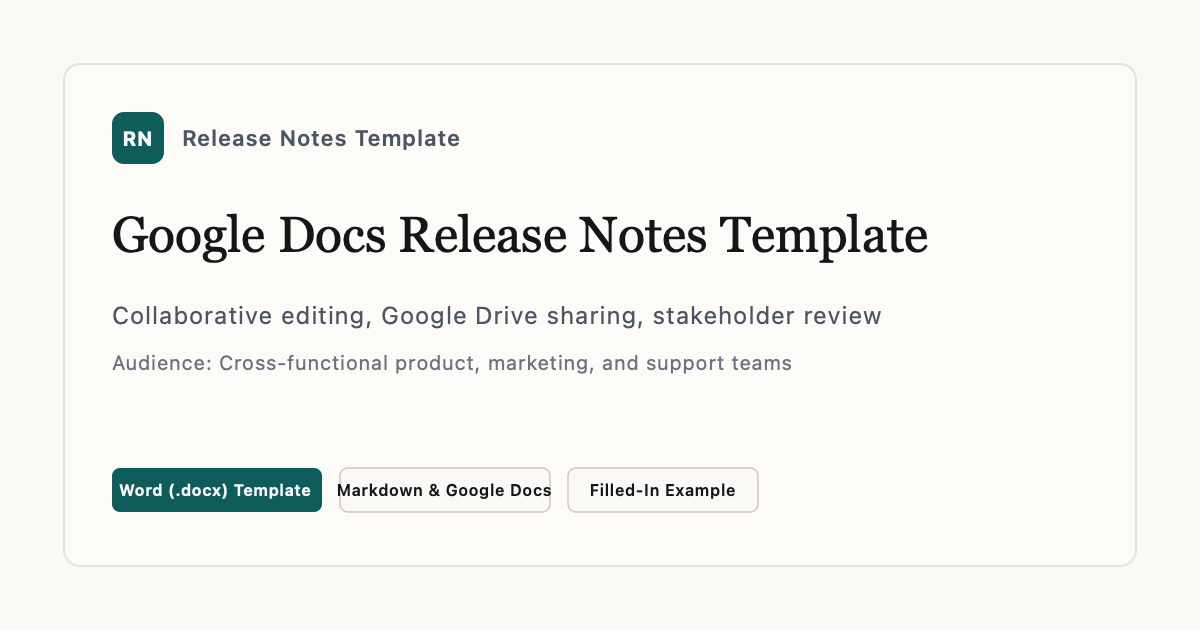 RN
Release Notes Template
Google Docs Release Notes Template
Collaborative editing, Google Drive sharing, stakeholder review
Audience: Cross-functional product, marketing, and support teams
Word (.docx) Template
Markdown & Google Docs
Filled-In Example